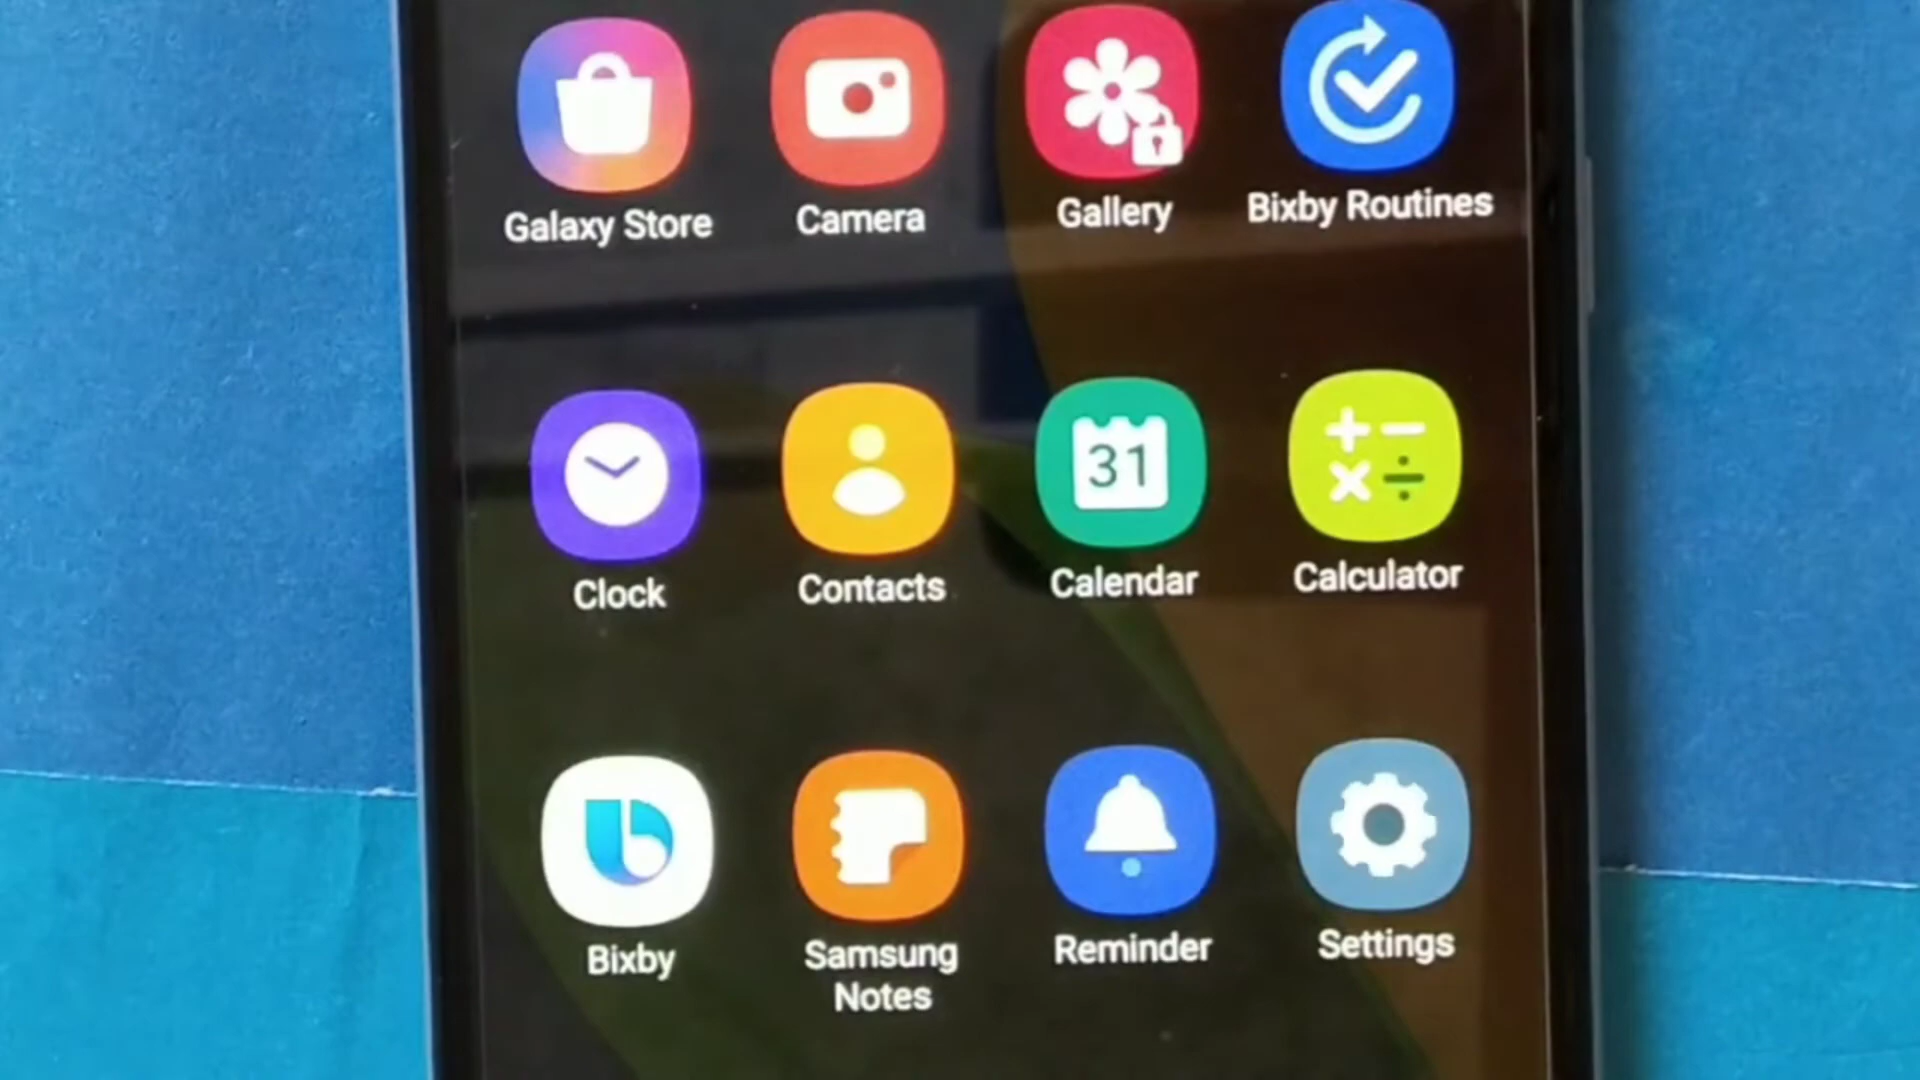 Galaxy Store
Camera
Gallery
Bixby Routines
31
Clock
Contacts
Calendar
Calculator
Bixby
Samsung
Notes
Reminder
Settings